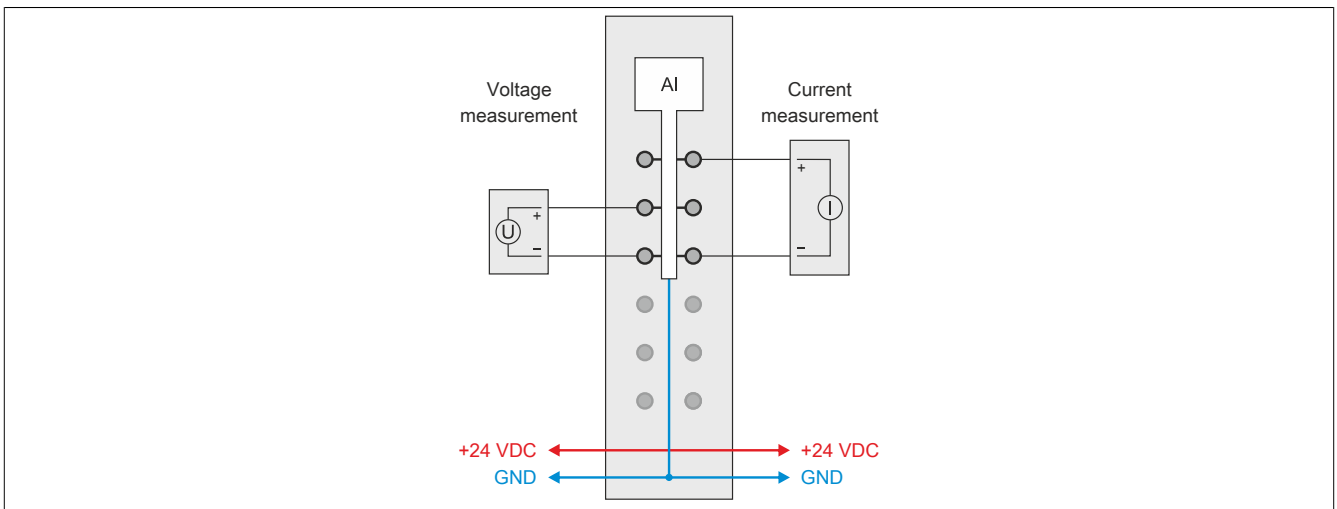 AI
Voltage
measurement
Current
measurement
+
+
U
I
−
−
+24 VDC +24 VDC
GND GND